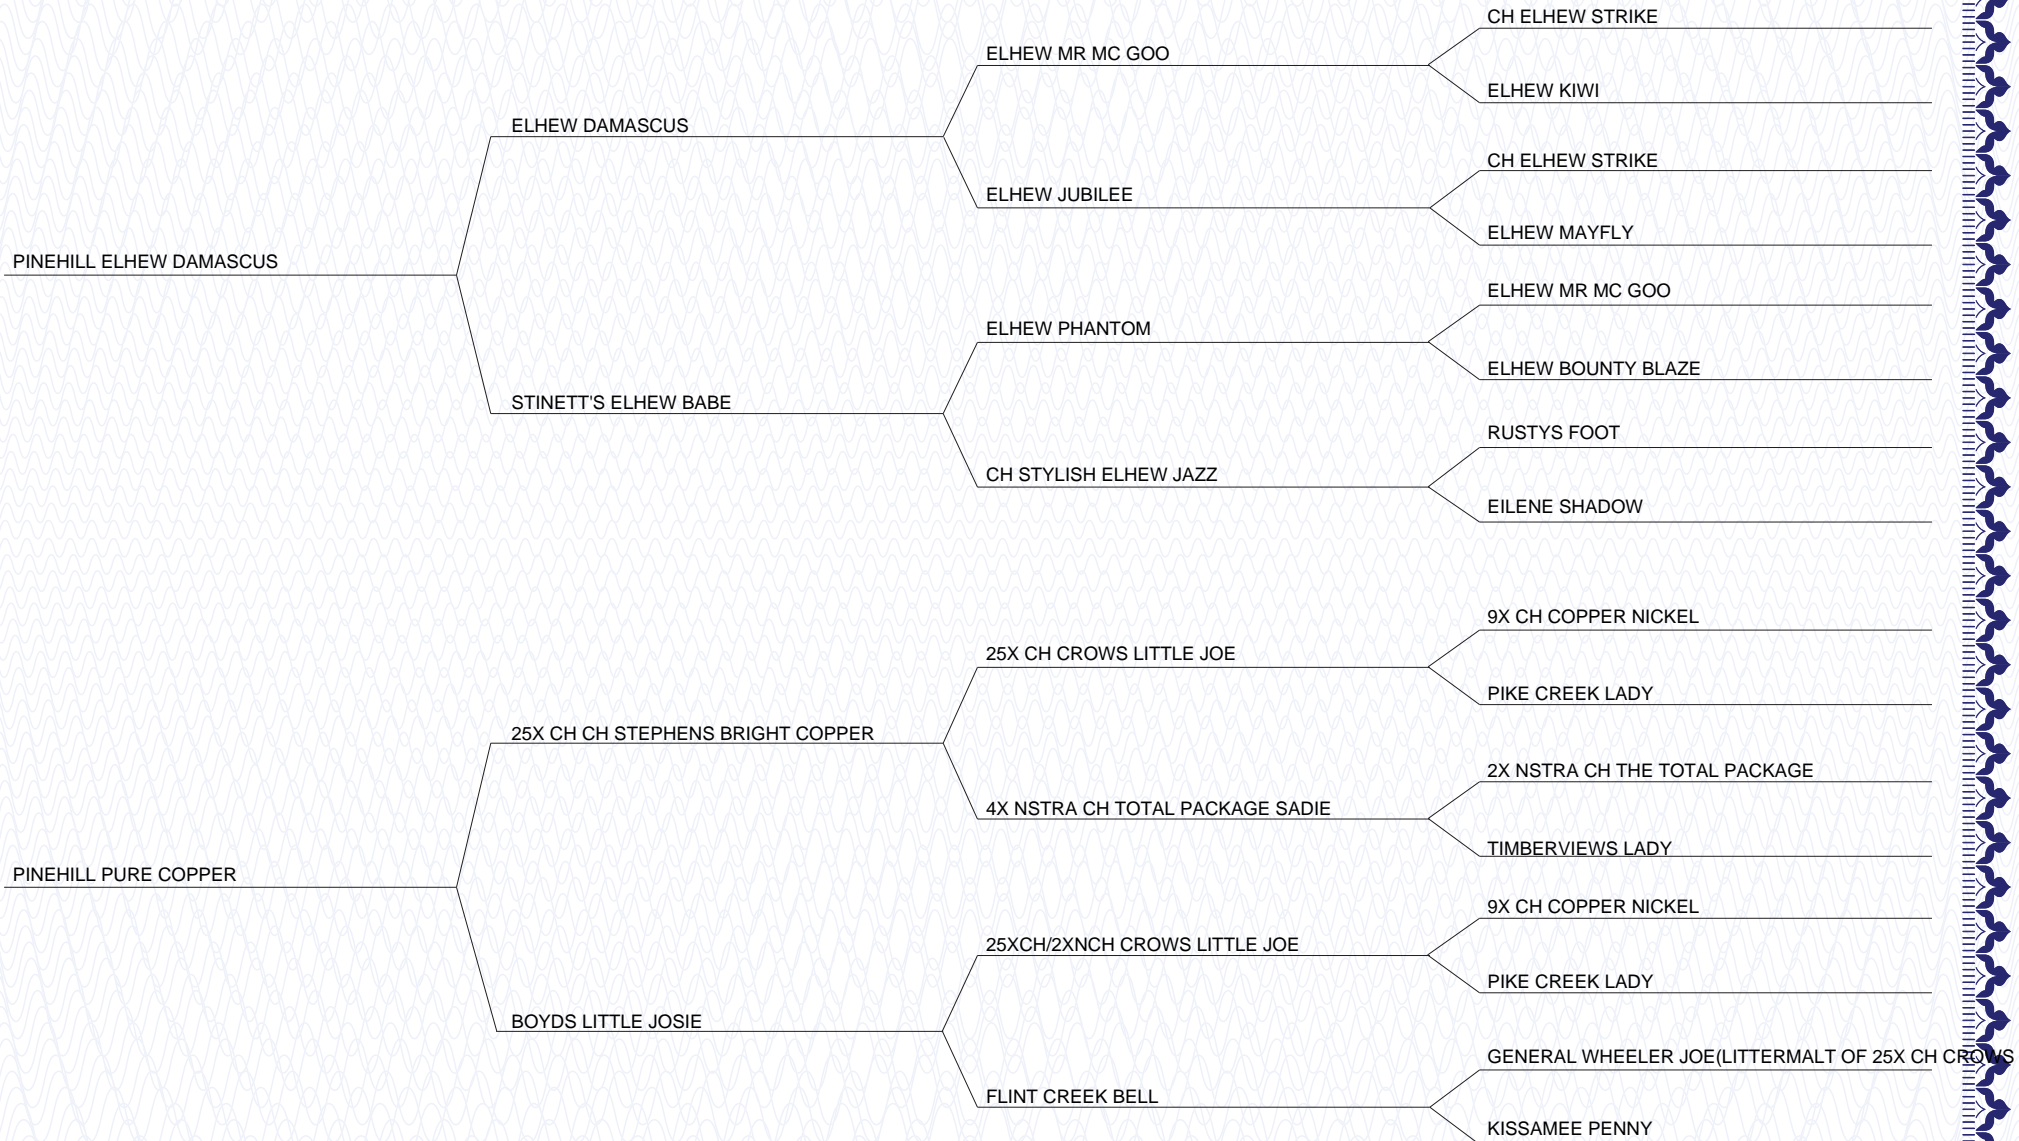 CH ELHEW STRIKE
ELHEW MR MC GOO
ELHEW KIWI
ELHEW DAMASCUS
CH ELHEW STRIKE
ELHEW JUBILEE
ELHEW MAYFLY
PINEHILL ELHEW DAMASCUS
ELHEW MR MC GOO
ELHEW PHANTOM
ELHEW BOUNTY BLAZE
STINETT'S ELHEW BABE
RUSTYS FOOT
CH STYLISH ELHEW JAZZ
EILENE SHADOW
9X CH COPPER NICKEL
25X CH CROWS LITTLE JOE
PIKE CREEK LADY
25X CH CH STEPHENS BRIGHT COPPER
2X NSTRA CH THE TOTAL PACKAGE
4X NSTRA CH TOTAL PACKAGE SADIE
TIMBERVIEWS LADY
PINEHILL PURE COPPER
9X CH COPPER NICKEL
25XCH/2XNCH CROWS LITTLE JOE
PIKE CREEK LADY
BOYDS LITTLE JOSIE
GENERAL WHEELER JOE(LITTERMALT OF 25X CH CROWS
FLINT CREEK BELL
KISSAMEE PENNY